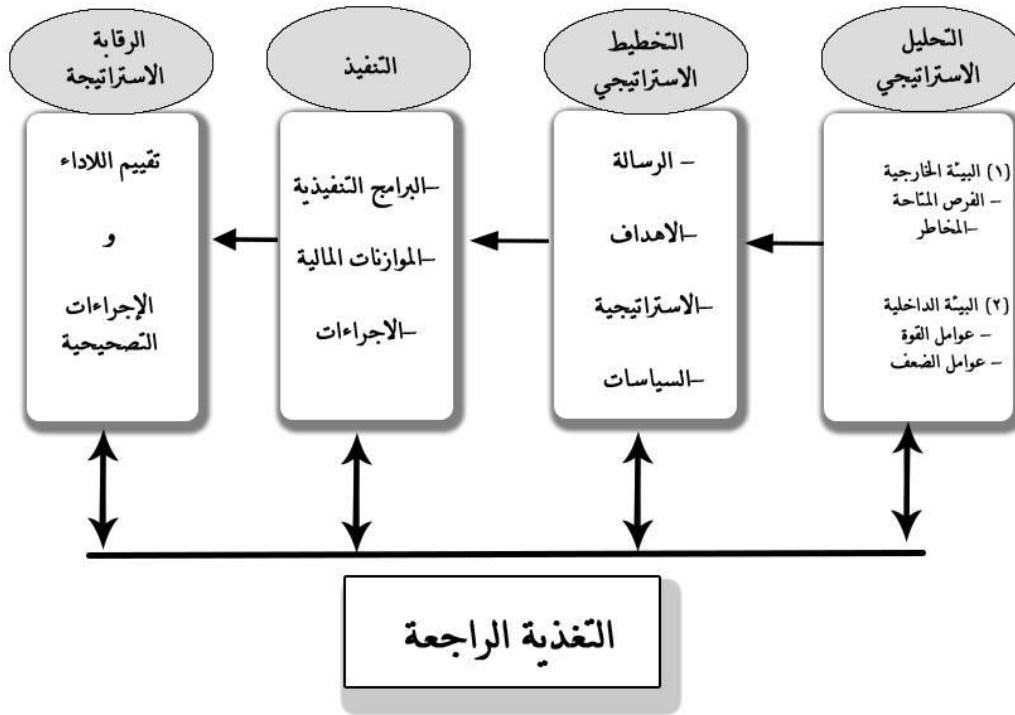 التحليل
الاستراتيجي
(١) البيئة الخارجية
– الفرص المتاحة
–المخاطر
(٢) البيئة الداخلية
– عوامل القوة
– عوامل الضعف
التخطيط
الاستراتيجي
– الرسالة
–الاهداف
–الاستراتيجية
–السياسات
التنفيذ
–البرامج التنفيذية
–الموازنات المالية
–الاجراءات
الرقابة
الاستراتيجة
تقييم اللاداء
و
الإجراءات
التصحيحية
التغذية الراجعة